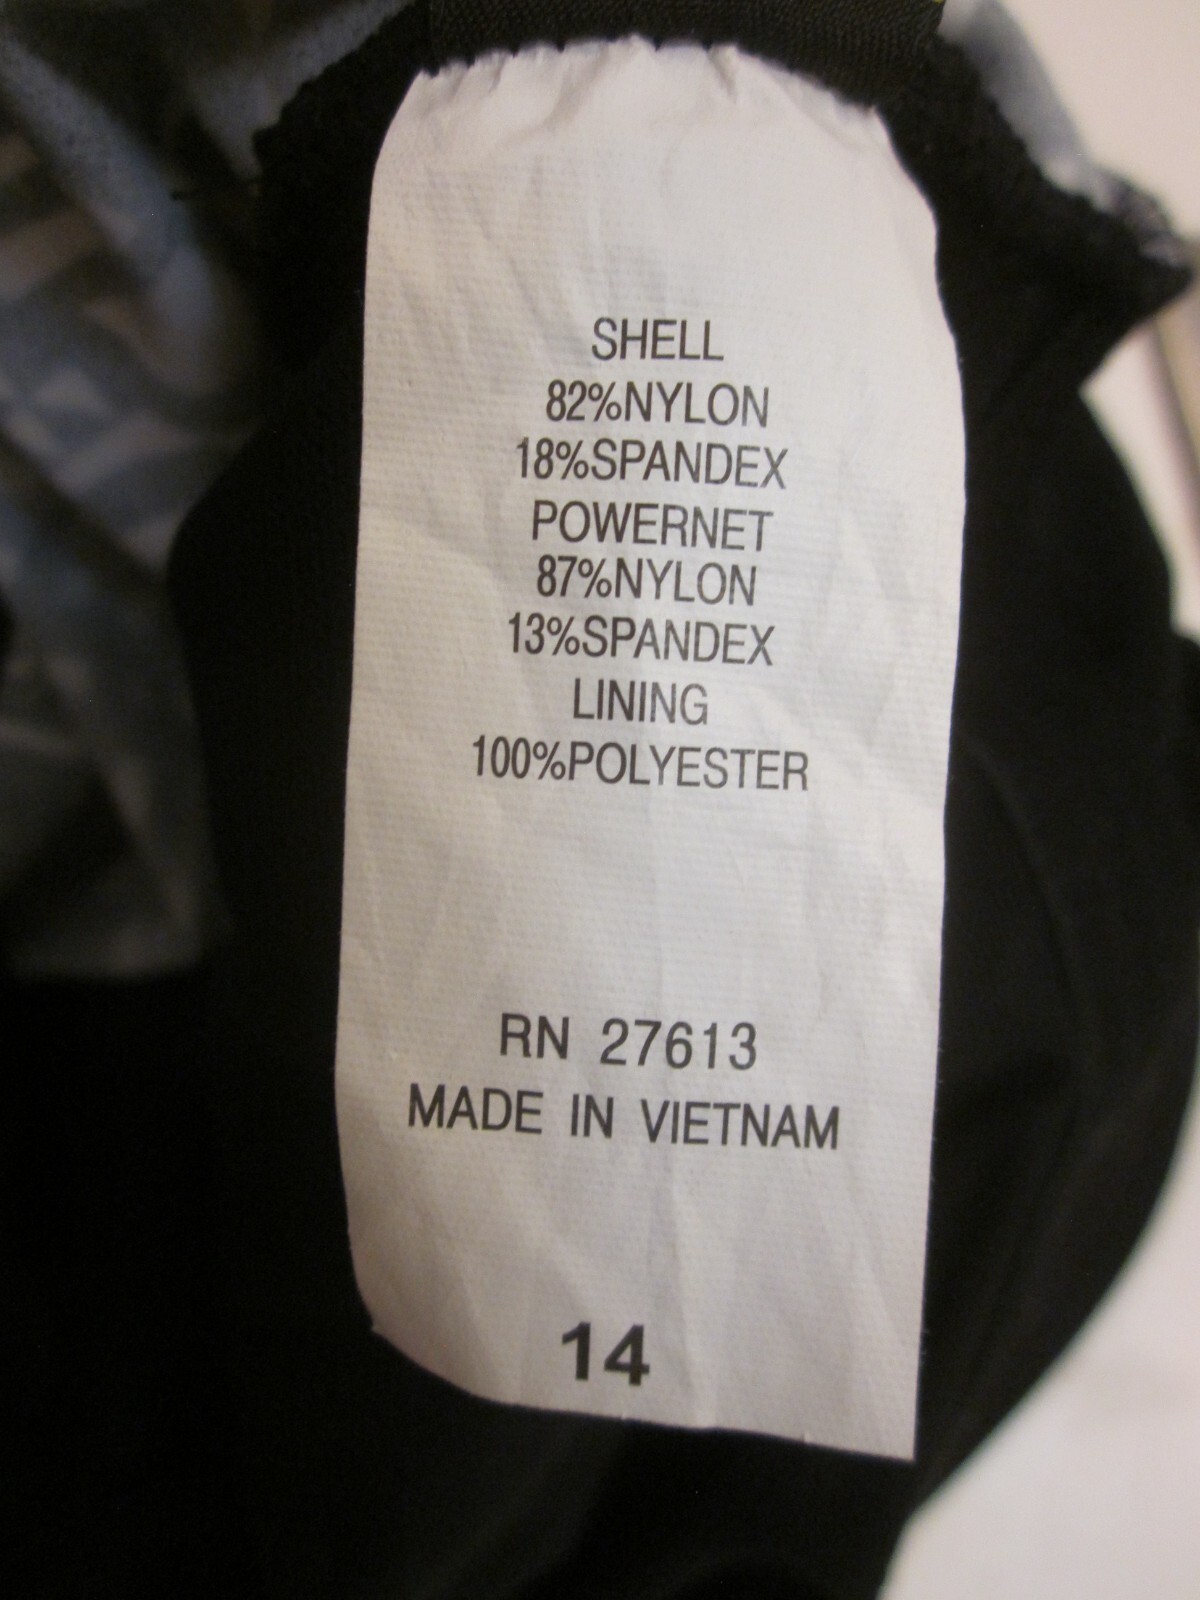 SHELL
82%NYLON
18%SPANDEX
POWERNET
87%NYLON
13%SPANDEX
LINING
100%POLYESTER
RN 27613
MADE IN VIETNAM
14